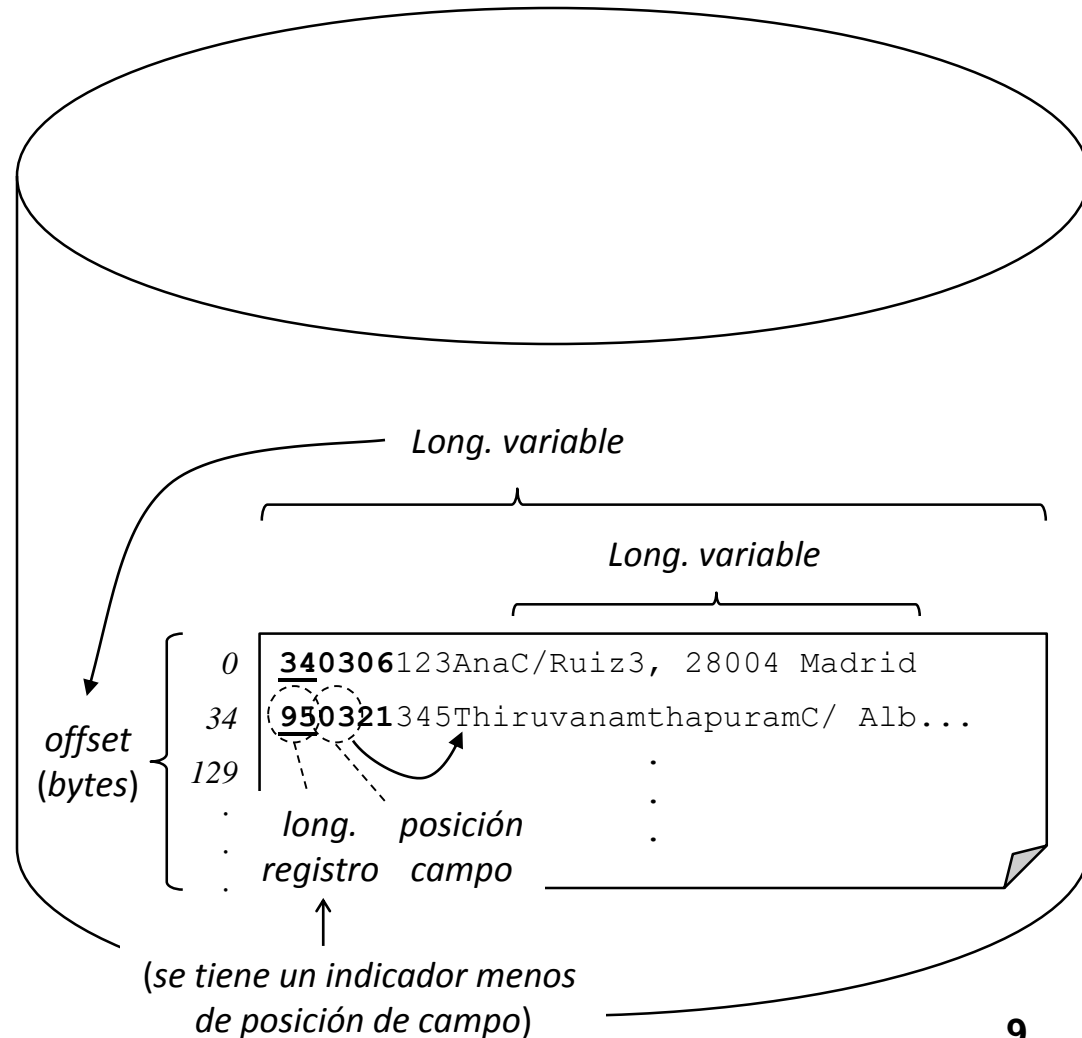 Long. variable
Long. variable
0 340306123AnaC/Ruiz3, 28004 Madrid
34 950321345ThiruvanamthapuramC/ Alb...
offset
(bytes)
129
.
.
.
.
.
.
long. posición
registro campo
(se tiene un indicador menos
de posición de campo)
9